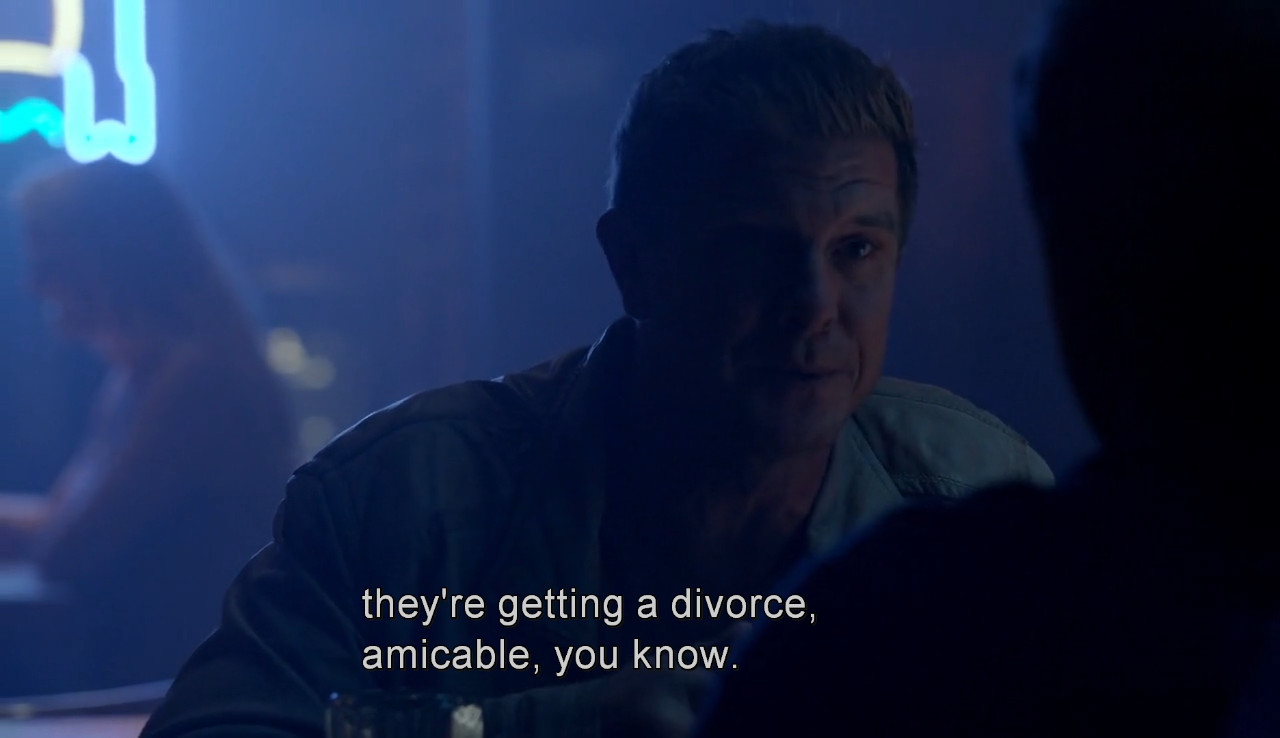 they're getting a divorce,
amicable, you know.